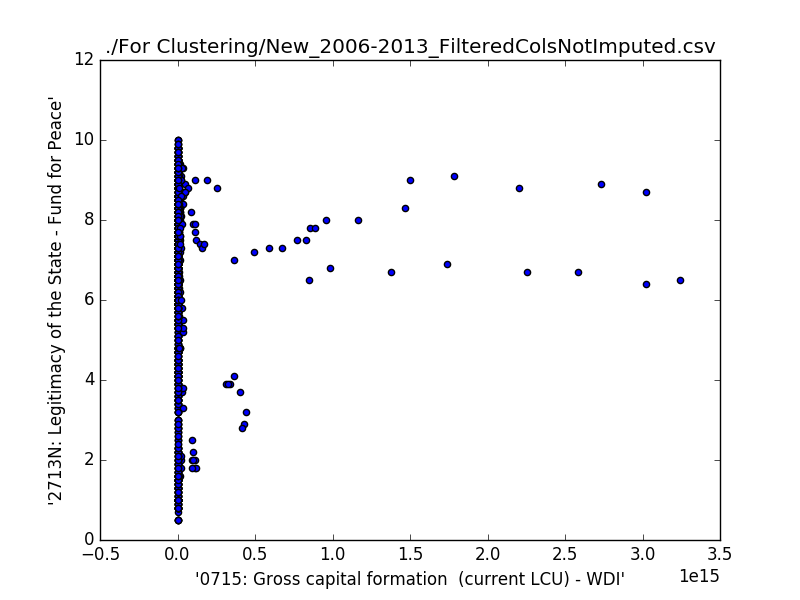 ./For Clustering/New_2006-2013_FilteredColsNotImputed.csv
12
10
8
6
4
2
0
'2713N: Legitimacy of the State - Fund for Peace'
−0.5 0.0 0.5 1.0 1.5 2.0 2.5 3.0 3.5
1e15
'0715: Gross capital formation  (current LCU) - WDI'